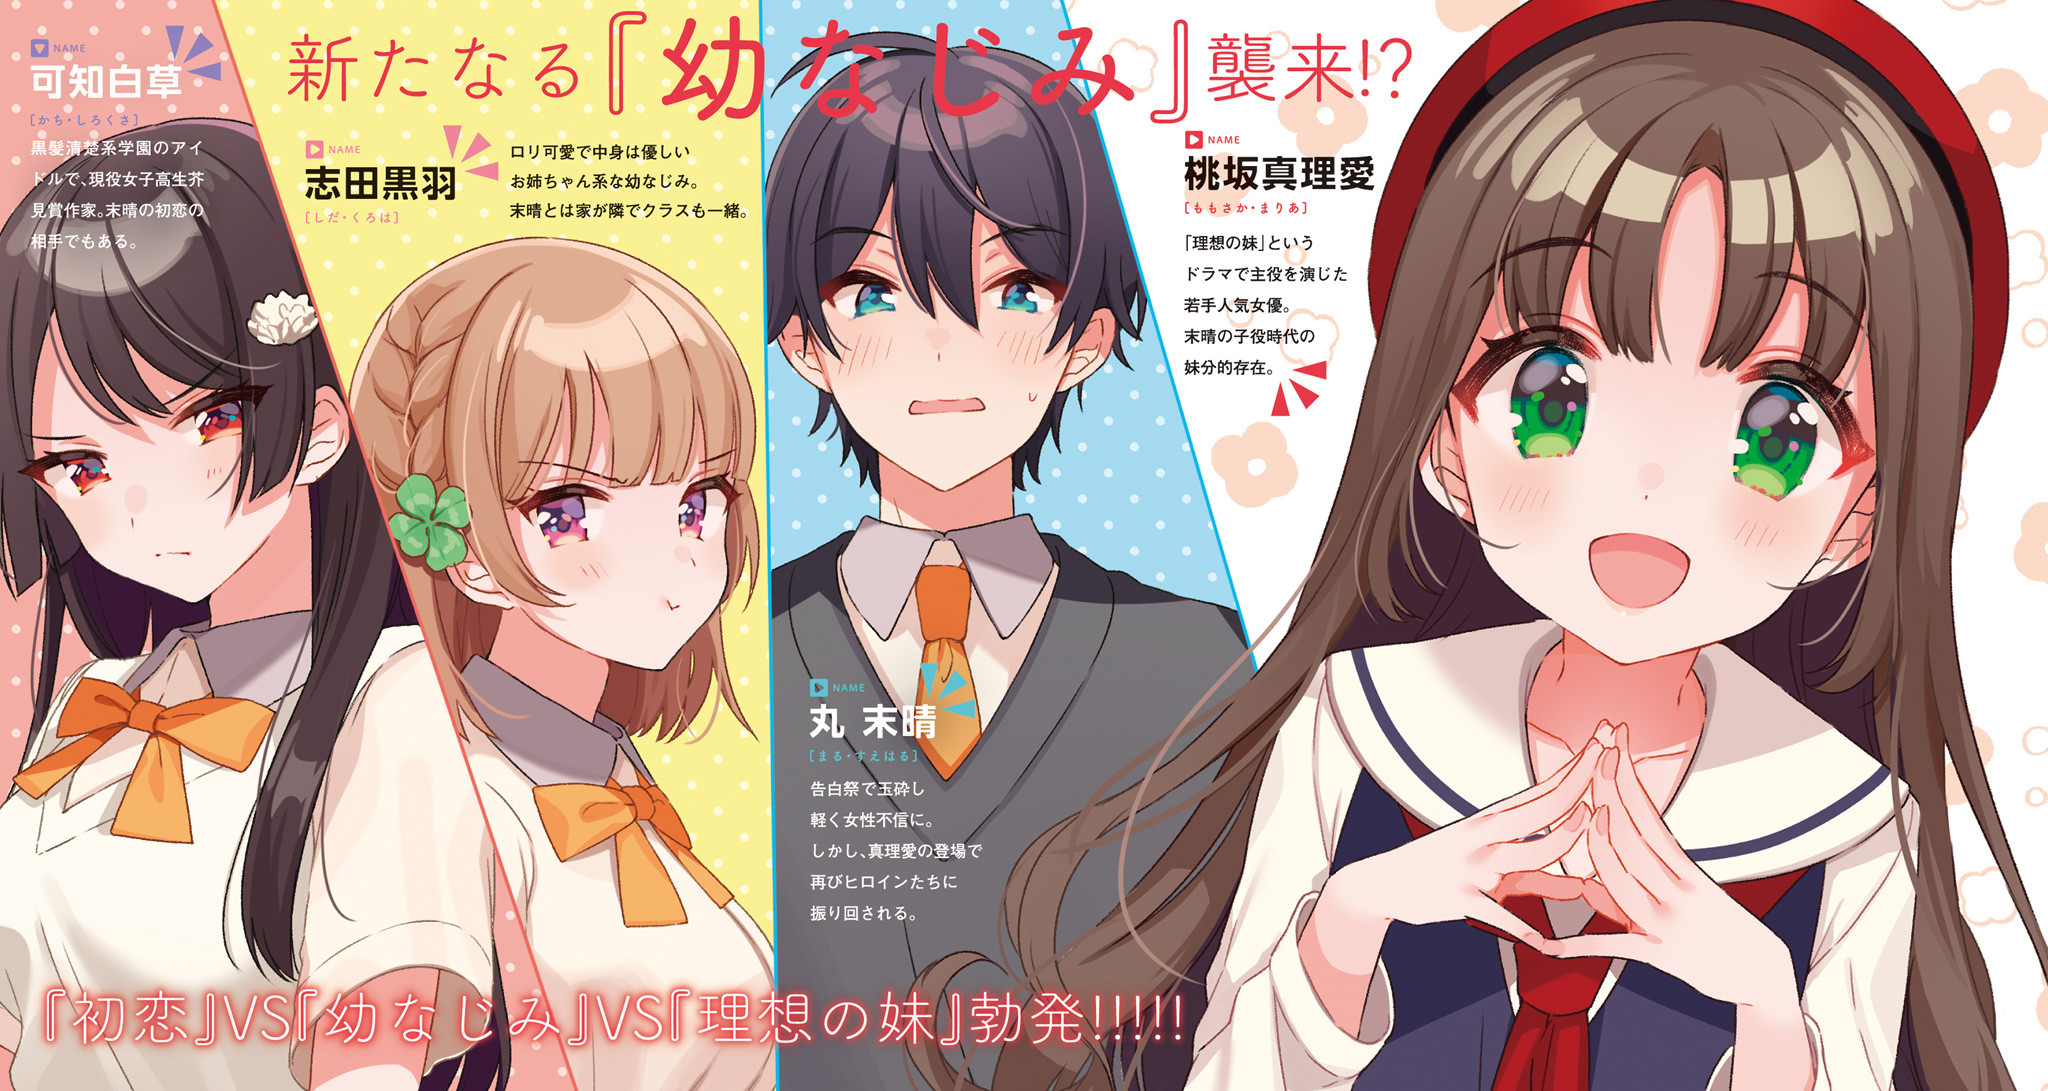 新たなる『幼なじみ』襲来!?
NAME
可知白草
[かち・しろくさ]
黒髪清楚系学園のアイ
ドルで、現役女子高生芥
見賞作家。末晴の初恋の
相手でもある。
NAME
志田黒羽
[しだ・くろは]
ロリ可愛で中身は優しい
お姉ちゃん系な幼なじみ。
末晴とは家が隣でクラスも一緒。
NAME
丸 末晴
[まる・すえはる]
告白祭で玉砕し
軽く女性不信に。
しかし、真理愛の登場で
再びヒロインたちに
振り回される。
NAME
桃坂真理愛
[ももさか・まりあ]
「理想の妹」という
ドラマで主役を演じた
若手人気女優。
末晴の子役時代の
妹分的存在。
『初恋』VS『幼なじみ』VS『理想の妹』勃発!!!!!